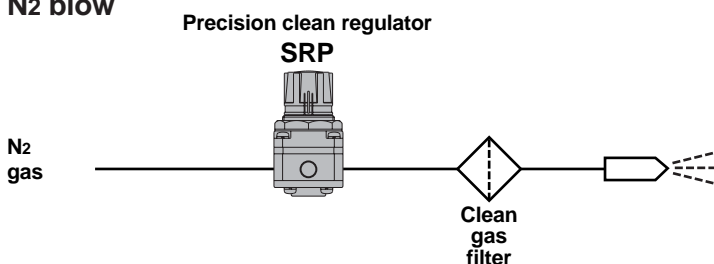 N2 blow
Precision clean regulator
SRP
N2
gas
Clean
gas
filter